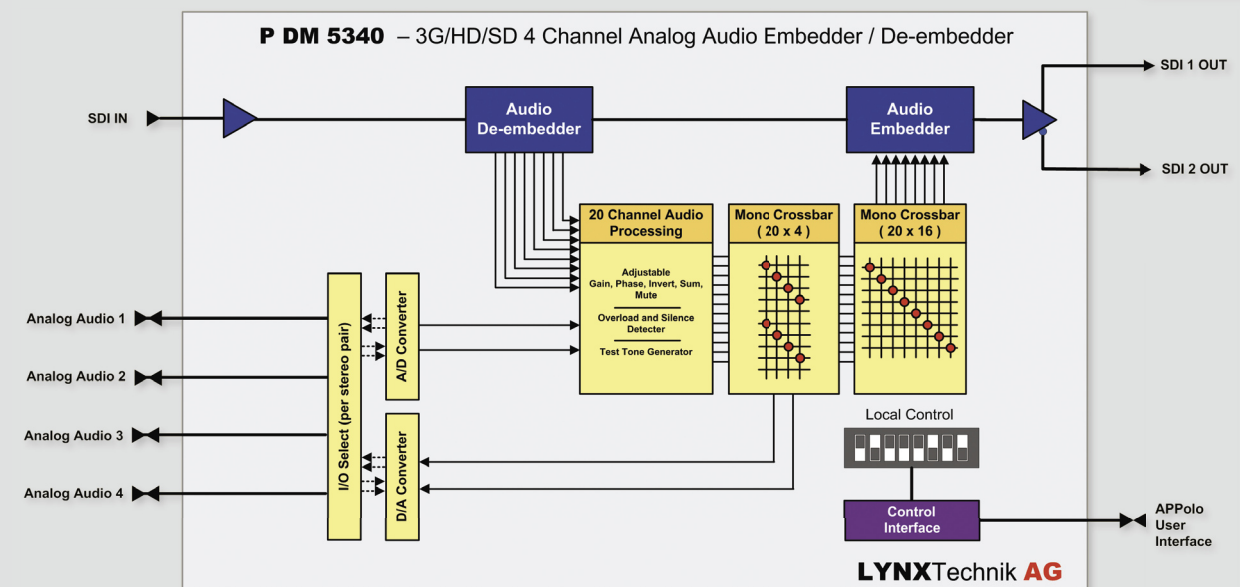 P DM 5340 – 3G/HD/SD 4 Channel Analog Audio Embedder / De-embedder
SDI IN
Audio
De-embedder
Audio
Embedder
SDI 1 OUT
SDI 2 OUT
20 Channel Audio
Processing
Adjustable
Gain, Phase, Invert, Sum,
Mute
Overload and Silence
Detecter
Test Tone Generator
Mono Crossbar
( 20 x 4 )
Mono Crossbar
( 20 x 16 )
Analog Audio 1
Analog Audio 2
Analog Audio 3
Analog Audio 4
I/O Select (per stereo pair)
A/D Converter
D/A Converter
Local Control
Control
Interface
APPolo
User
Interface
LYNXTechnik AG